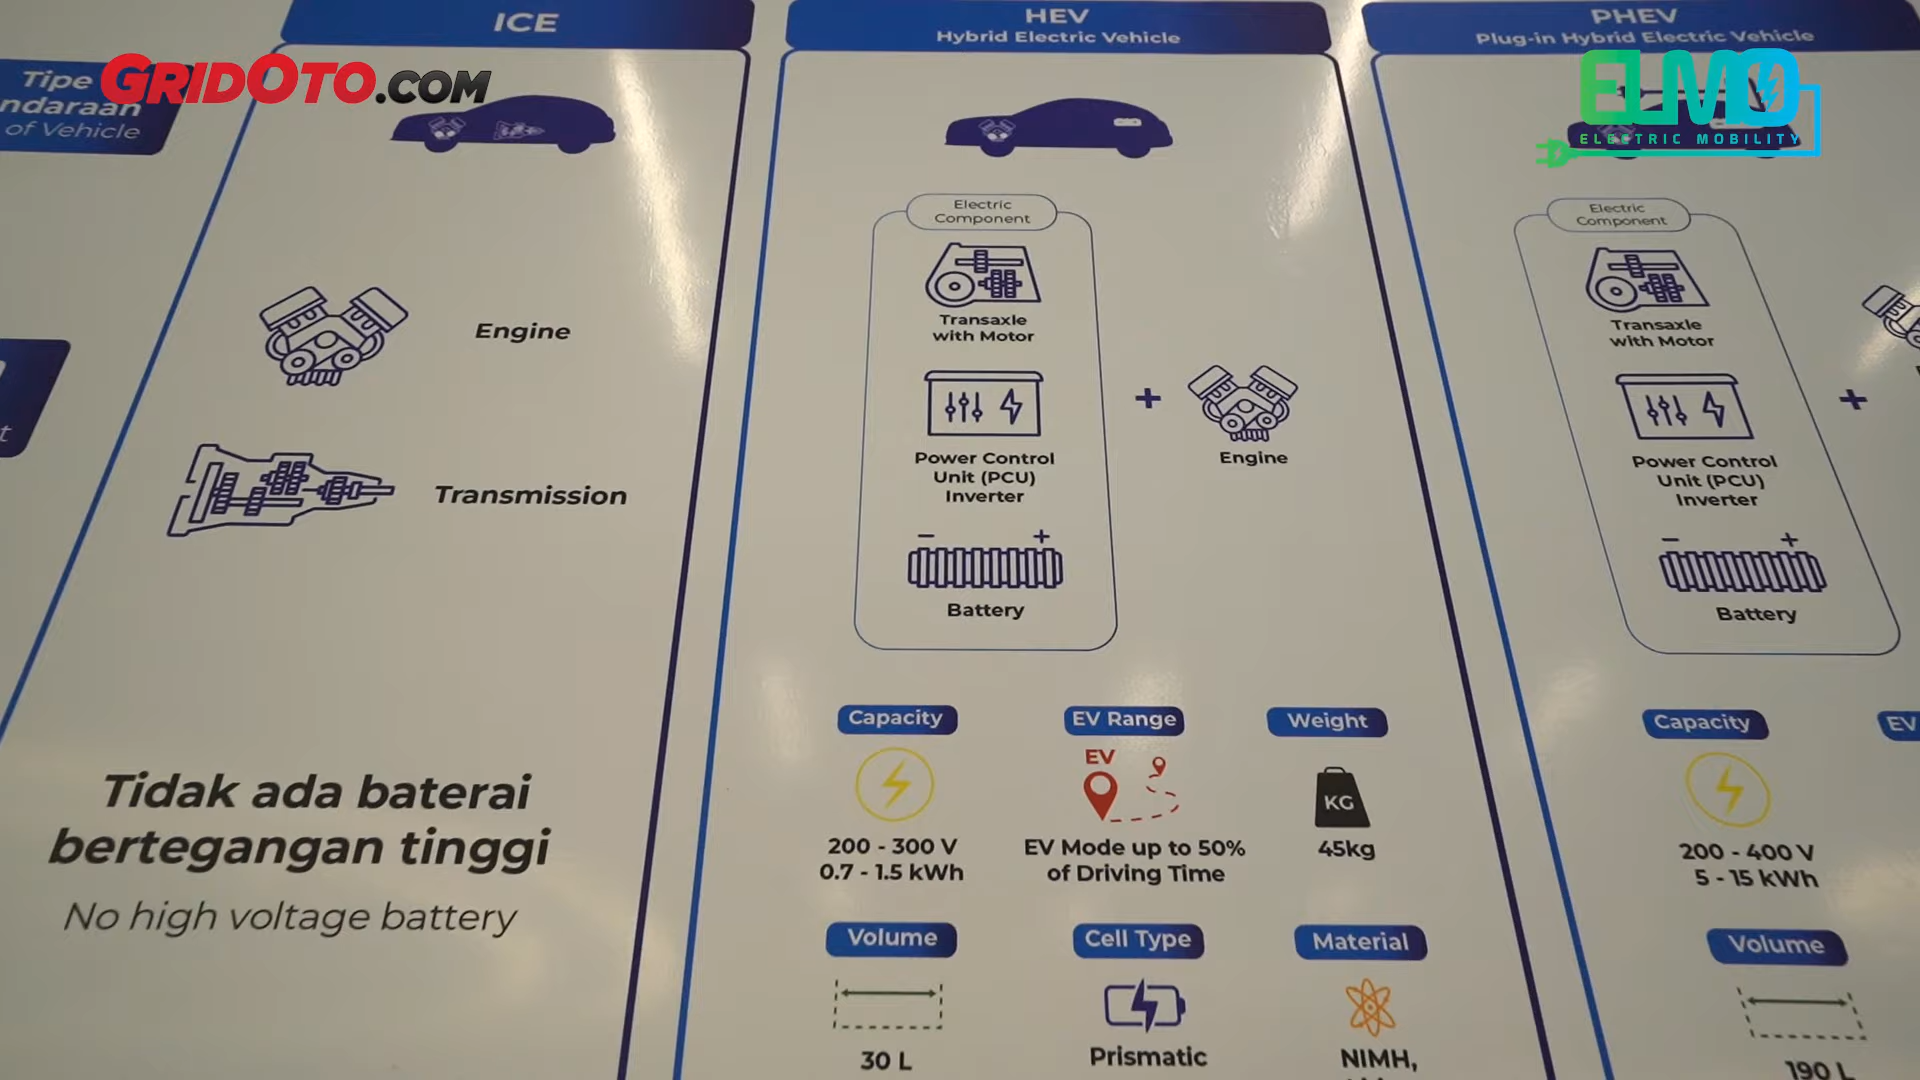 ICE
HEV
Hybrid Electric Vehicle
PHEV
Plug-in Hybrid Electric Vehicle
GRIDOTO.COM
ELMO
ELECTRIC MOBILITY
Tipe
ndaraan
of Vehicle
Engine
Transmission
Tidak ada baterai
bertegangan tinggi
No high voltage battery
Electric
Component
Transaxle
with Motor
Power Control
Unit (PCU)
Inverter
- +
Battery
+
Engine
Capacity
200 - 300 V
0.7 - 1.5 kWh
EV Range
EV
EV Mode up to 50%
of Driving Time
Weight
KG
45kg
Volume
30 L
Cell Type
Prismatic
Material
NIMH,
Electric
Component
Transaxle
with Motor
Power Control
Unit (PCU)
Inverter
- +
Battery
+
Capacity
200 - 400 V
5 - 15 kWh
EV
Volume
190 L